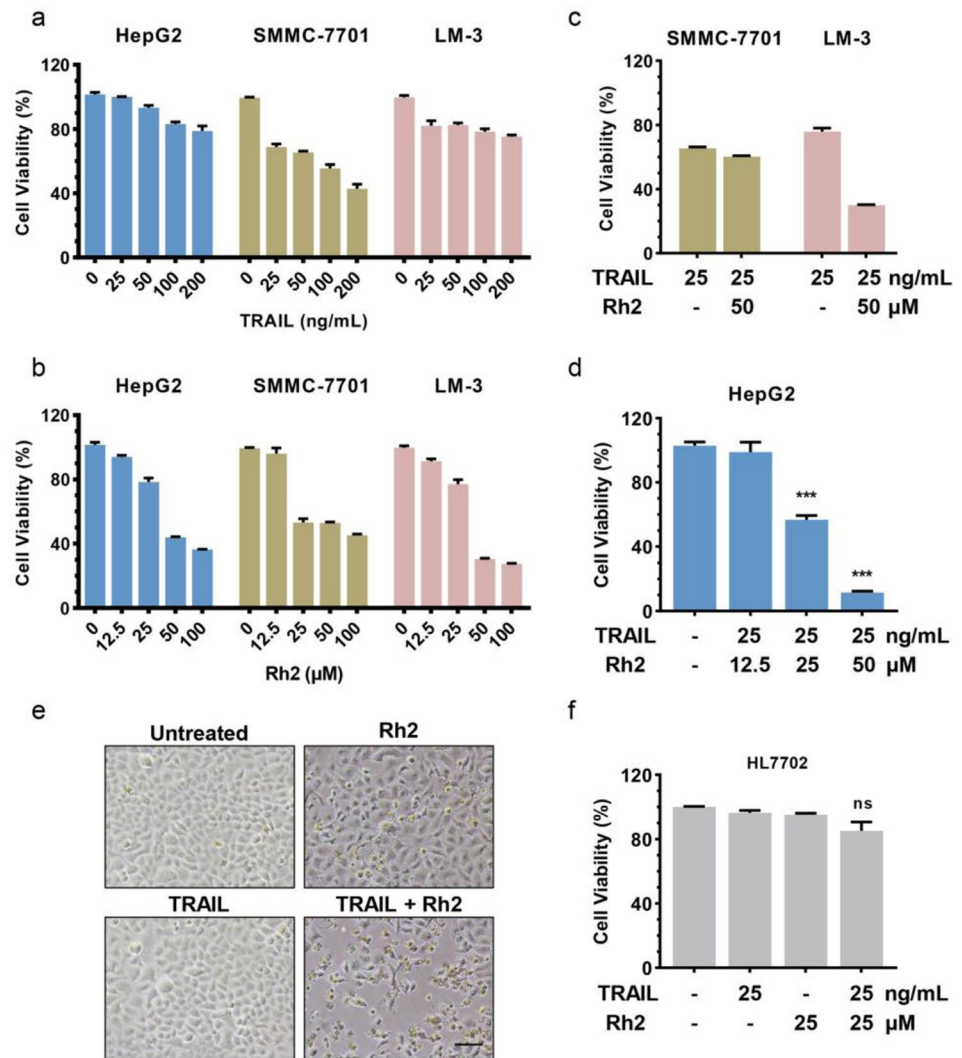 a
HepG2 SMMC-7701 LM-3
Cell Viability (%)
120
80
40
0
0 25 50 100 200 0 25 50 100 200 0 25 50 100 200
TRAIL (ng/mL)
b
HepG2 SMMC-7701 LM-3
Cell Viability (%)
120
80
40
0
0 12.5 25 50 100 0 12.5 25 50 100 0 12.5 25 50 100
Rh2 (µM)
c
SMMC-7701 LM-3
Cell Viability (%)
120
80
40
0
TRAIL 25 25 25 25 ng/mL
Rh2 - 50 - 50 µM
d
HepG2
Cell Viability (%)
120
80
40
0
***
***
TRAIL - 25 25 25 ng/mL
Rh2 - 12.5 25 50 µM
e
Untreated Rh2
TRAIL TRAIL + Rh2
f
HL7702
Cell Viability (%)
120
80
40
0
ns
TRAIL - 25 - 25 ng/mL
Rh2 - - 25 25 µM